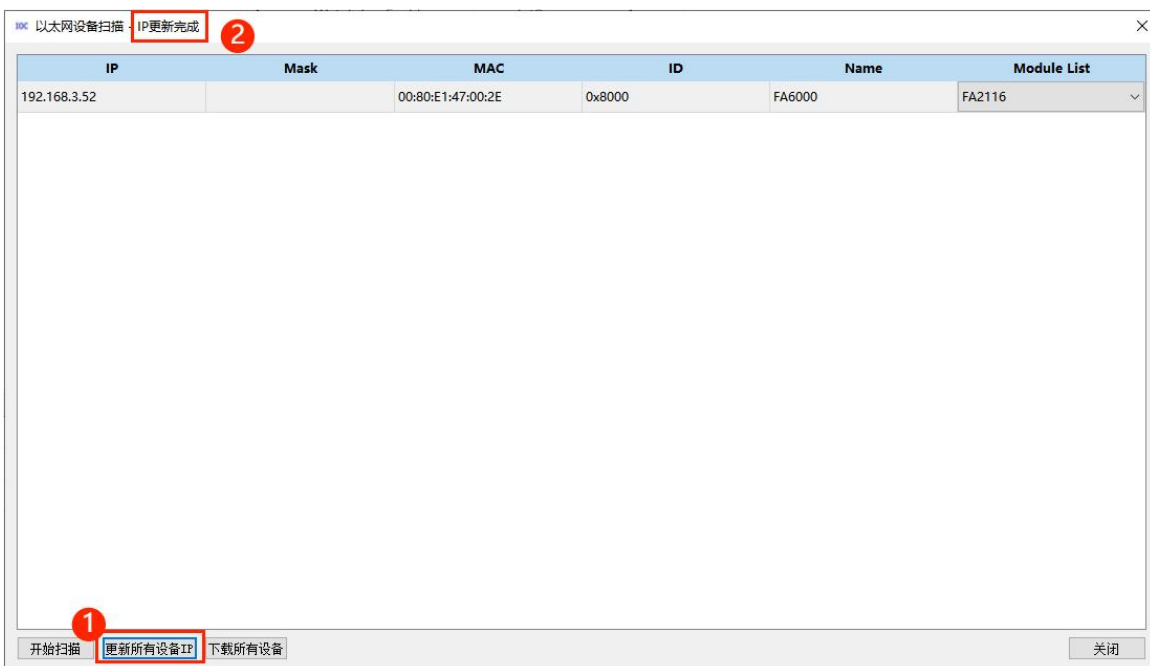 IOC 以太网设备扫描 - IP更新完成
2
IP Mask MAC ID Name Module List
192.168.3.52 00:80:E1:47:00:2E 0x8000 FA6000 FA2116
1
开始扫描 更新所有设备IP 下载所有设备 关闭